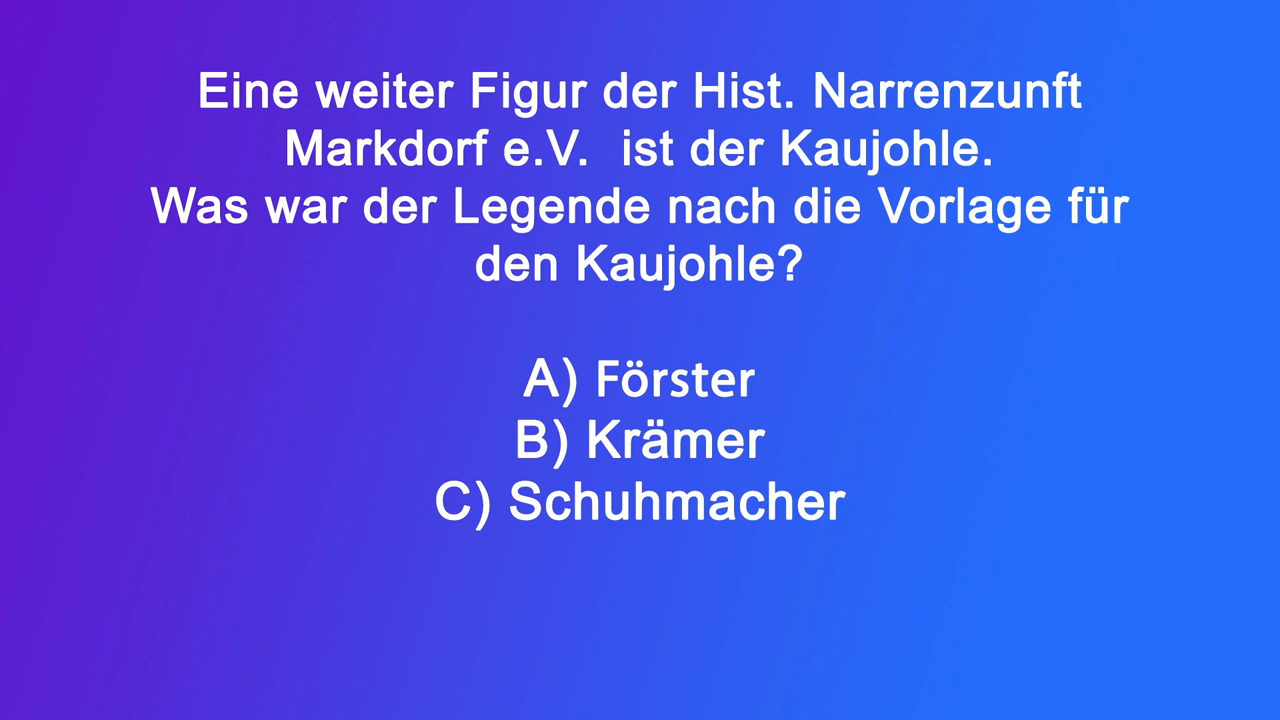 Eine weiter Figur der Hist. Narrenzunft
Markdorf e.V.  ist der Kaujohle.
Was war der Legende nach die Vorlage für
den Kaujohle?
A) Förster
B) Krämer
C) Schuhmacher